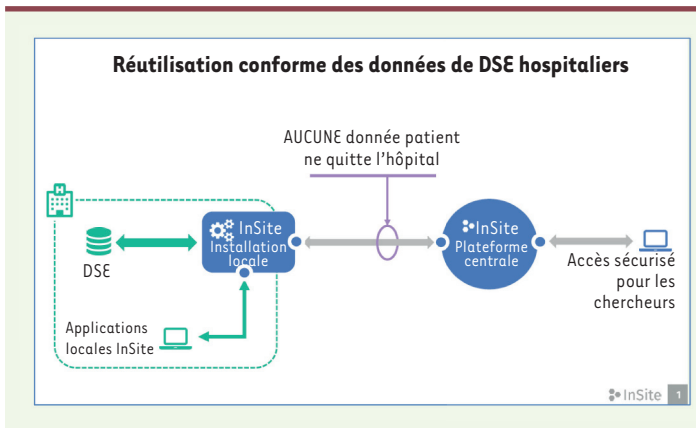 Réutilisation conforme des données de DSE hospitaliers
AUCUNE donnée patient
ne quitte l'hôpital
H
DSE
InSite
Installation
locale
Applications
locales InSite
InSite
Plateforme
centrale
Accès sécurisé
pour les
chercheurs
InSite 1